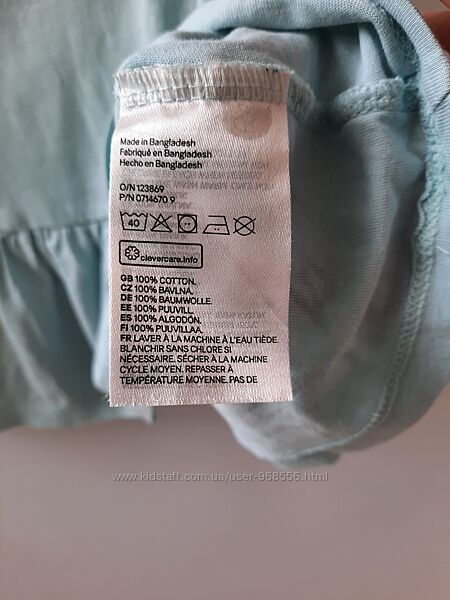 Made in Bangladesh
Fabriqué en Bangladesh
Hecho en Bangladesh
O/N 123869
P/N 0714670 9
40
clevercare.info
GB 100% COTTON.
CZ 100% BAVLNA.
DE 100% BAUMWOLLE.
EE 100% PUUVILL.
ES 100% ALGODÓN.
FI 100% PUUVILLAA.
FR LAVER À LA MACHINE À L'EAU TIÈDE.
BLANCHIR SANS CHLORE SI
NÉCESSAIRE. SÉCHER À LA MACHINE
CYCLE MOYEN. REPASSER À
TEMPÉRATURE MOYENNE. PAS DE
www.kidstaff.com.ua/user-968556.html